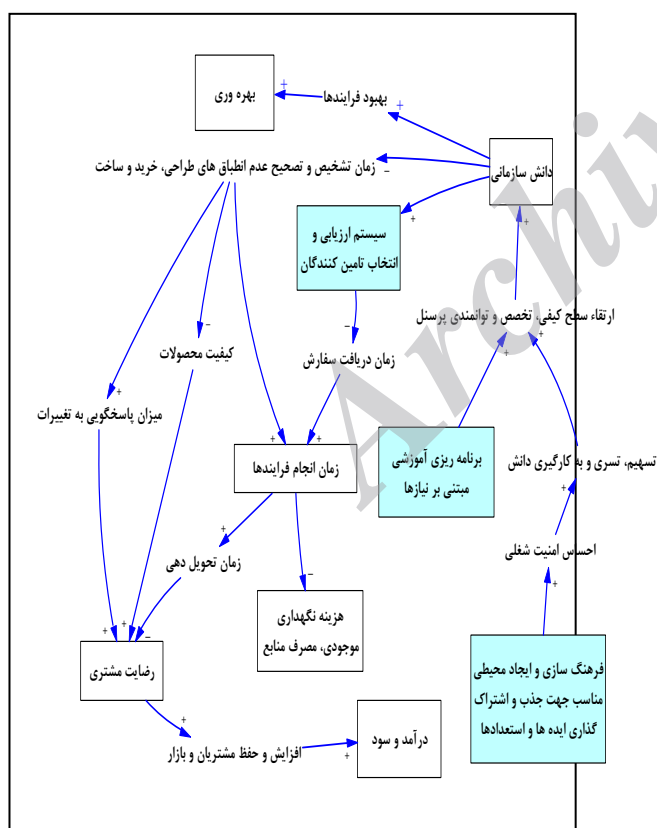 بهره وری
بهبود فرایندها
دانش سازمانی
زمان تشخیص و تصحیح عدم انطباق های طراحی، خرید و ساخت
سیستم ارزیابی و
انتخاب تامین کنندگان
ارتقاء سطح کیفی، تخصص و توانمندی پرسنل
کیفیت محصولات
زمان دریافت سفارش
میزان پاسخگویی به تغییرات
برنامه ریزی آموزشی
مبتنی بر نیازها
تسهیم، تسری و به کارگیری دانش
زمان انجام فرایندها
احساس امنیت شغلی
زمان تحویل دهی
هزینه نگهداری
موجودی، مصرف منابع
رضایت مشتری
فرهنگ سازی و ایجاد محیطی
مناسب جهت جذب و اشتراک
گذاری ایده ها و استعدادها
درآمد و سود
افزایش و حفظ مشتریان و بازار